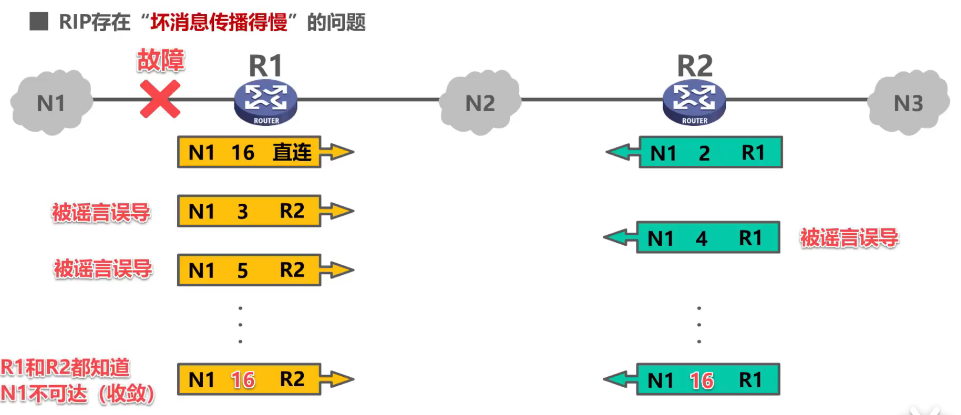 RIP存在“坏消息传播得慢”的问题
故障
R1
R2
N1
N2
N3
ROUTER
ROUTER
N1 16 直连
N1 2 R1
被谣言误导
N1 3 R2
N1 4 R1
被谣言误导
被谣言误导
N1 5 R2
R1和R2都知道
N1不可达（收敛）
N1 16 R2
N1 16 R1